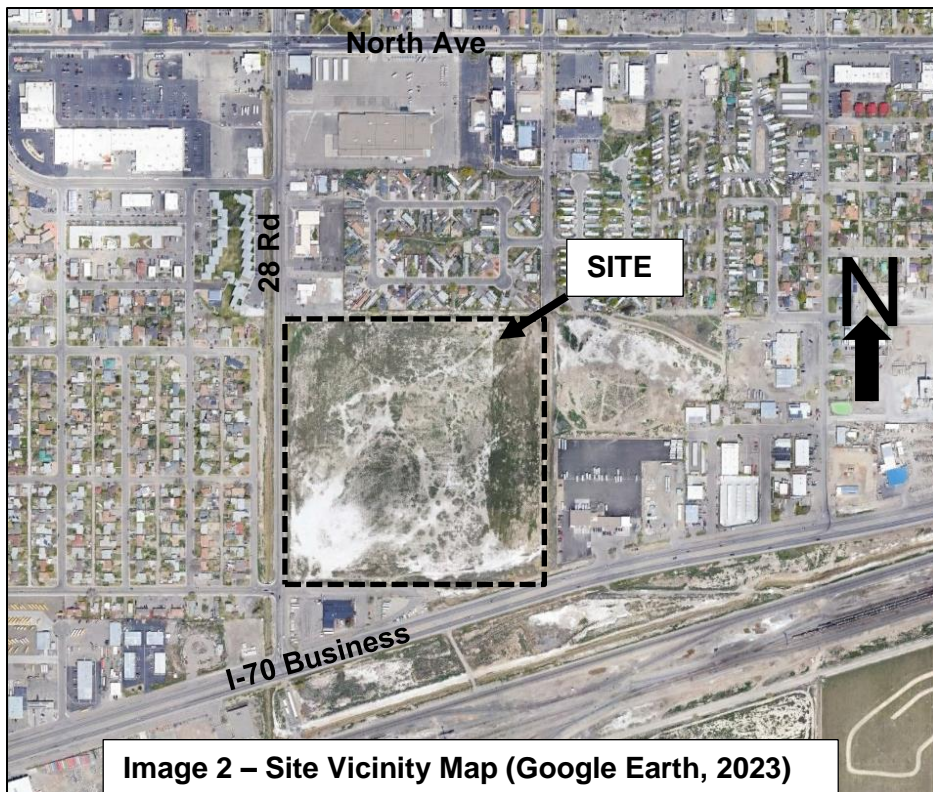 North Ave
28 Rd
SITE
N
I-70 Business
Image 2 – Site Vicinity Map (Google Earth, 2023)